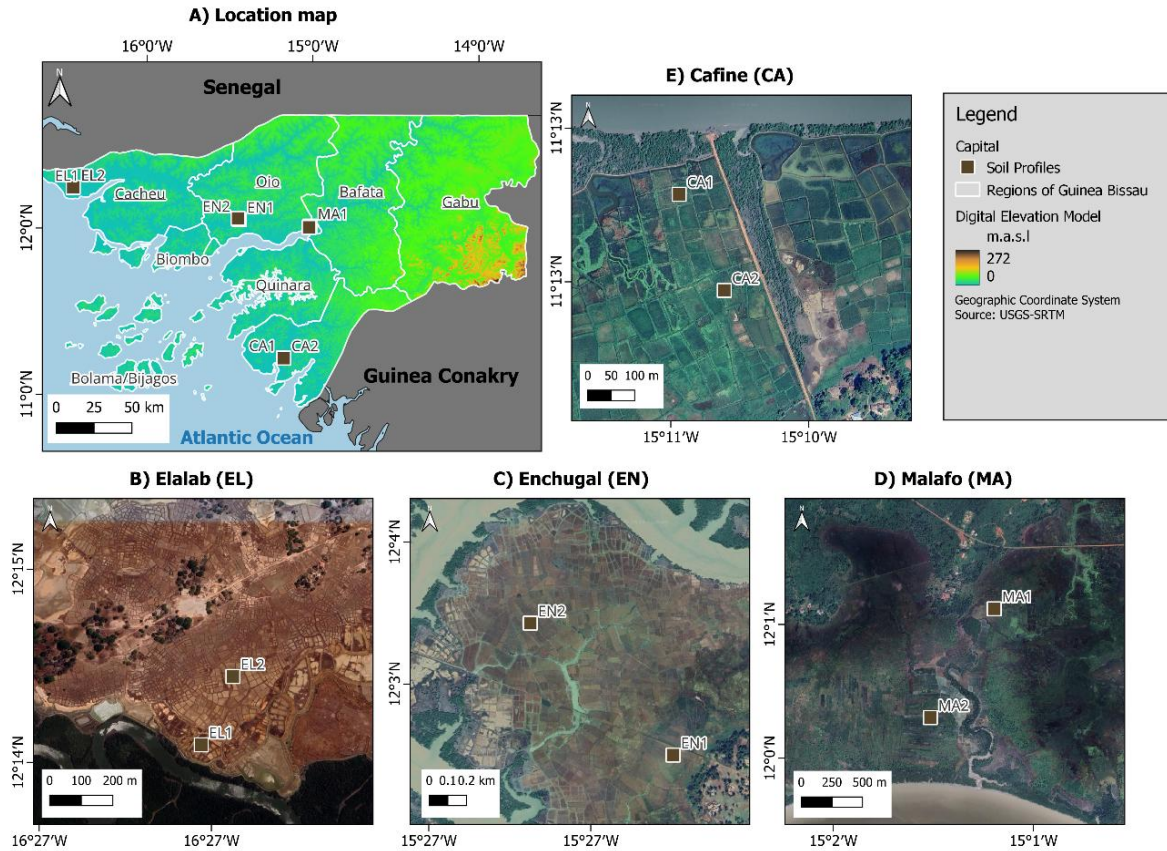 A) Location map
16°0′W
15°0′W
14°0′W
N
Senegal
EL1 EL2
Cacheu
Oio
EN2
EN1
MA1
Bafata
Gabu
Biombo
Quinara
CA1
CA2
Bolama/Bijagos
Guinea Conakry
Atlantic Ocean
12°0′N
11°0′N
0 25 50 km
E) Cafine (CA)
N
11°13′N
11°13′N
CA1
CA2
0 50 100 m
15°11′W
15°10′W
Legend
Capital
Soil Profiles
Regions of Guinea Bissau
Digital Elevation Model
m.a.s.l
272
0
Geographic Coordinate System
Source: USGS-SRTM
B) Elalab (EL)
N
12°15′N
12°14′N
EL2
EL1
0 100 200 m
16°27′W
16°27′W
C) Enchugal (EN)
N
12°4′N
12°3′N
EN2
EN1
0 0.10.2 km
15°27′W
15°27′W
D) Malafo (MA)
N
12°1′N
12°0′N
MA1
MA2
0 250 500 m
15°2′W
15°1′W